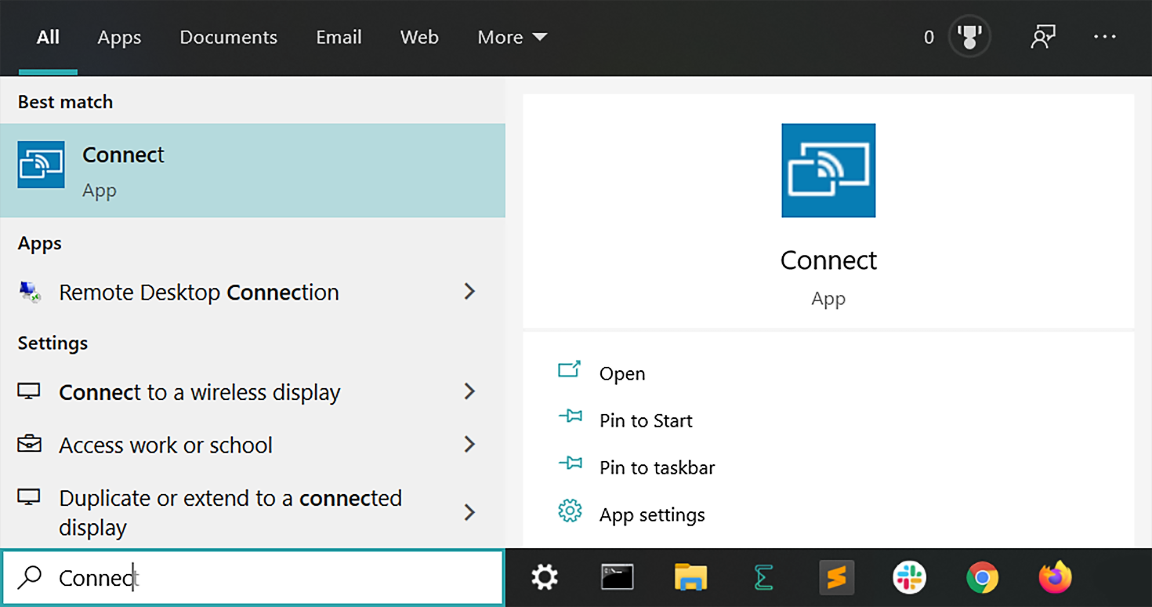 All Apps Documents Email Web More 0
Best match
Connect
App
Apps
Remote Desktop Connection
Settings
Connect to a wireless display
Access work or school
Duplicate or extend to a connected
display
Connect
Connect
App
Open
Pin to Start
Pin to taskbar
App settings